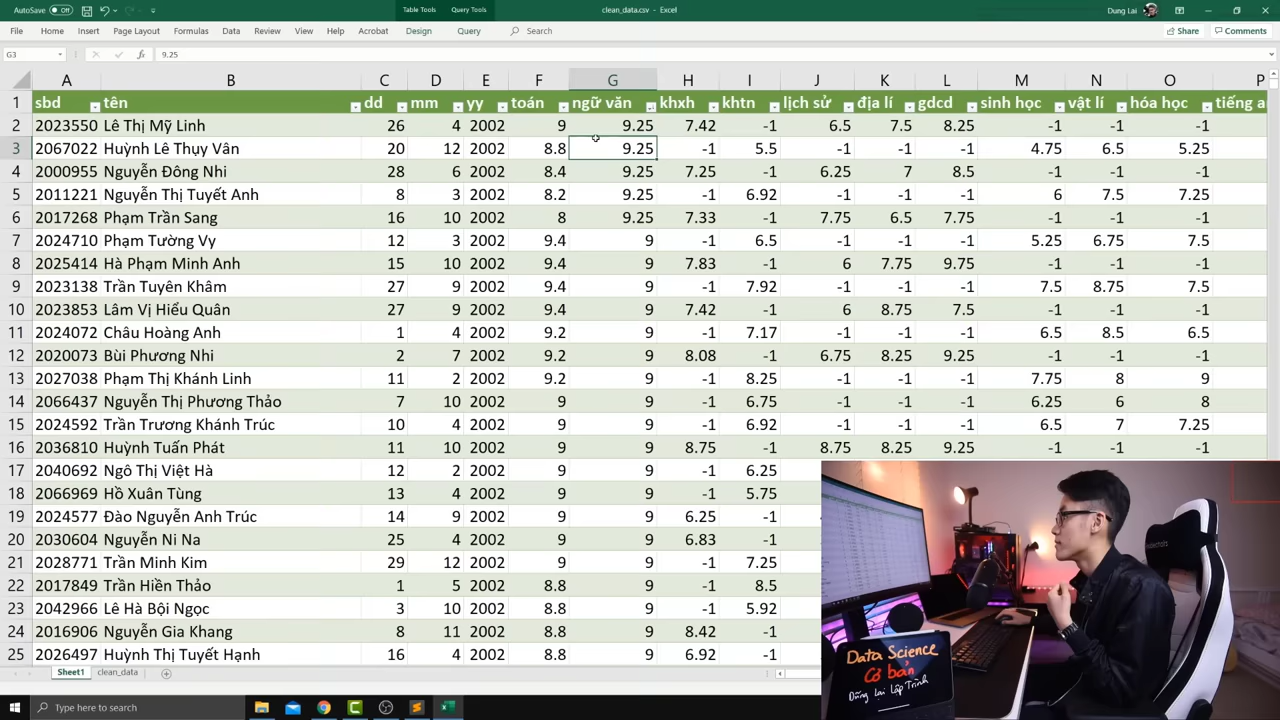 AutoSave Off Table Tools Query Tools clean_data.csv - Excel Dung Lai
File Home Insert Page Layout Formulas Data Review View Help Acrobat Design Query Search Share Comments
G3 fx 9.25
A B C D E F G H I J K L M N O P
1 sbd tên dd mm yy toán ngữ văn khxh khtn lịch sử địa lí gdcd sinh học vật lí hóa học tiếng a
2 2023550 Lê Thị Mỹ Linh 26 4 2002 9 9.25 7.42 -1 6.5 7.5 8.25 -1 -1 -1
3 2067022 Huỳnh Lê Thụy Vân 20 12 2002 8.8 9.25 -1 5.5 -1 -1 -1 4.75 6.5 5.25
4 2000955 Nguyễn Đông Nhi 28 6 2002 8.4 9.25 7.25 -1 6.25 7 8.5 -1 -1 -1
5 2011221 Nguyễn Thị Tuyết Anh 8 3 2002 8.2 9.25 -1 6.92 -1 -1 -1 6 7.5 7.25
6 2017268 Phạm Trần Sang 16 10 2002 8 9.25 7.33 -1 7.75 6.5 7.75 -1 -1 -1
7 2024710 Phạm Tường Vy 12 3 2002 9.4 9 -1 6.5 -1 -1 -1 5.25 6.75 7.5
8 2025414 Hà Phạm Minh Anh 15 10 2002 9.4 9 7.83 -1 6 7.75 9.75 -1 -1 -1
9 2023138 Trần Tuyên Khâm 27 9 2002 9.4 9 -1 7.92 -1 -1 -1 7.5 8.75 7.5
10 2023853 Lâm Vị Hiểu Quân 27 9 2002 9.4 9 7.42 -1 6 8.75 7.5 -1 -1 -1
11 2024072 Châu Hoàng Anh 1 4 2002 9.2 9 -1 7.17 -1 -1 -1 6.5 8.5 6.5
12 2020073 Bùi Phương Nhi 2 7 2002 9.2 9 8.08 -1 6.75 8.25 9.25 -1 -1 -1
13 2027038 Phạm Thị Khánh Linh 11 2 2002 9.2 9 -1 8.25 -1 -1 -1 7.75 8 9
14 2066437 Nguyễn Thị Phương Thảo 7 10 2002 9 9 -1 6.75 -1 -1 -1 6.25 6 8
15 2024592 Trần Trương Khánh Trúc 10 4 2002 9 9 -1 6.92 -1 -1 -1 6.5 7 7.25
16 2036810 Huỳnh Tuấn Phát 11 10 2002 9 9 8.75 -1 8.75 8.25 9.25 -1 -1 -1
17 2040692 Ngô Thị Việt Hà 12 2 2002 9 9 -1 6.25
18 2066969 Hồ Xuân Tùng 13 4 2002 9 9 -1 5.75
19 2024577 Đào Nguyễn Anh Trúc 14 9 2002 9 9 6.25 -1
20 2030604 Nguyễn Ni Na 25 4 2002 9 9 6.83 -1
21 2028771 Trần Minh Kim 29 12 2002 9 9 -1 7.25
22 2017849 Trần Hiền Thảo 1 5 2002 8.8 9 -1 8.5
23 2042966 Lê Hà Bội Ngọc 3 10 2002 8.8 9 -1 5.92
24 2016906 Nguyễn Gia Khang 8 11 2002 8.8 9 8.42 -1
25 2026497 Huỳnh Thị Tuyết Hạnh 16 4 2002 8.8 9 6.92 -1
Data Science
Cơ bản
Dũng Lại Lập Trình
Sheet1 clean_data
Type here to search